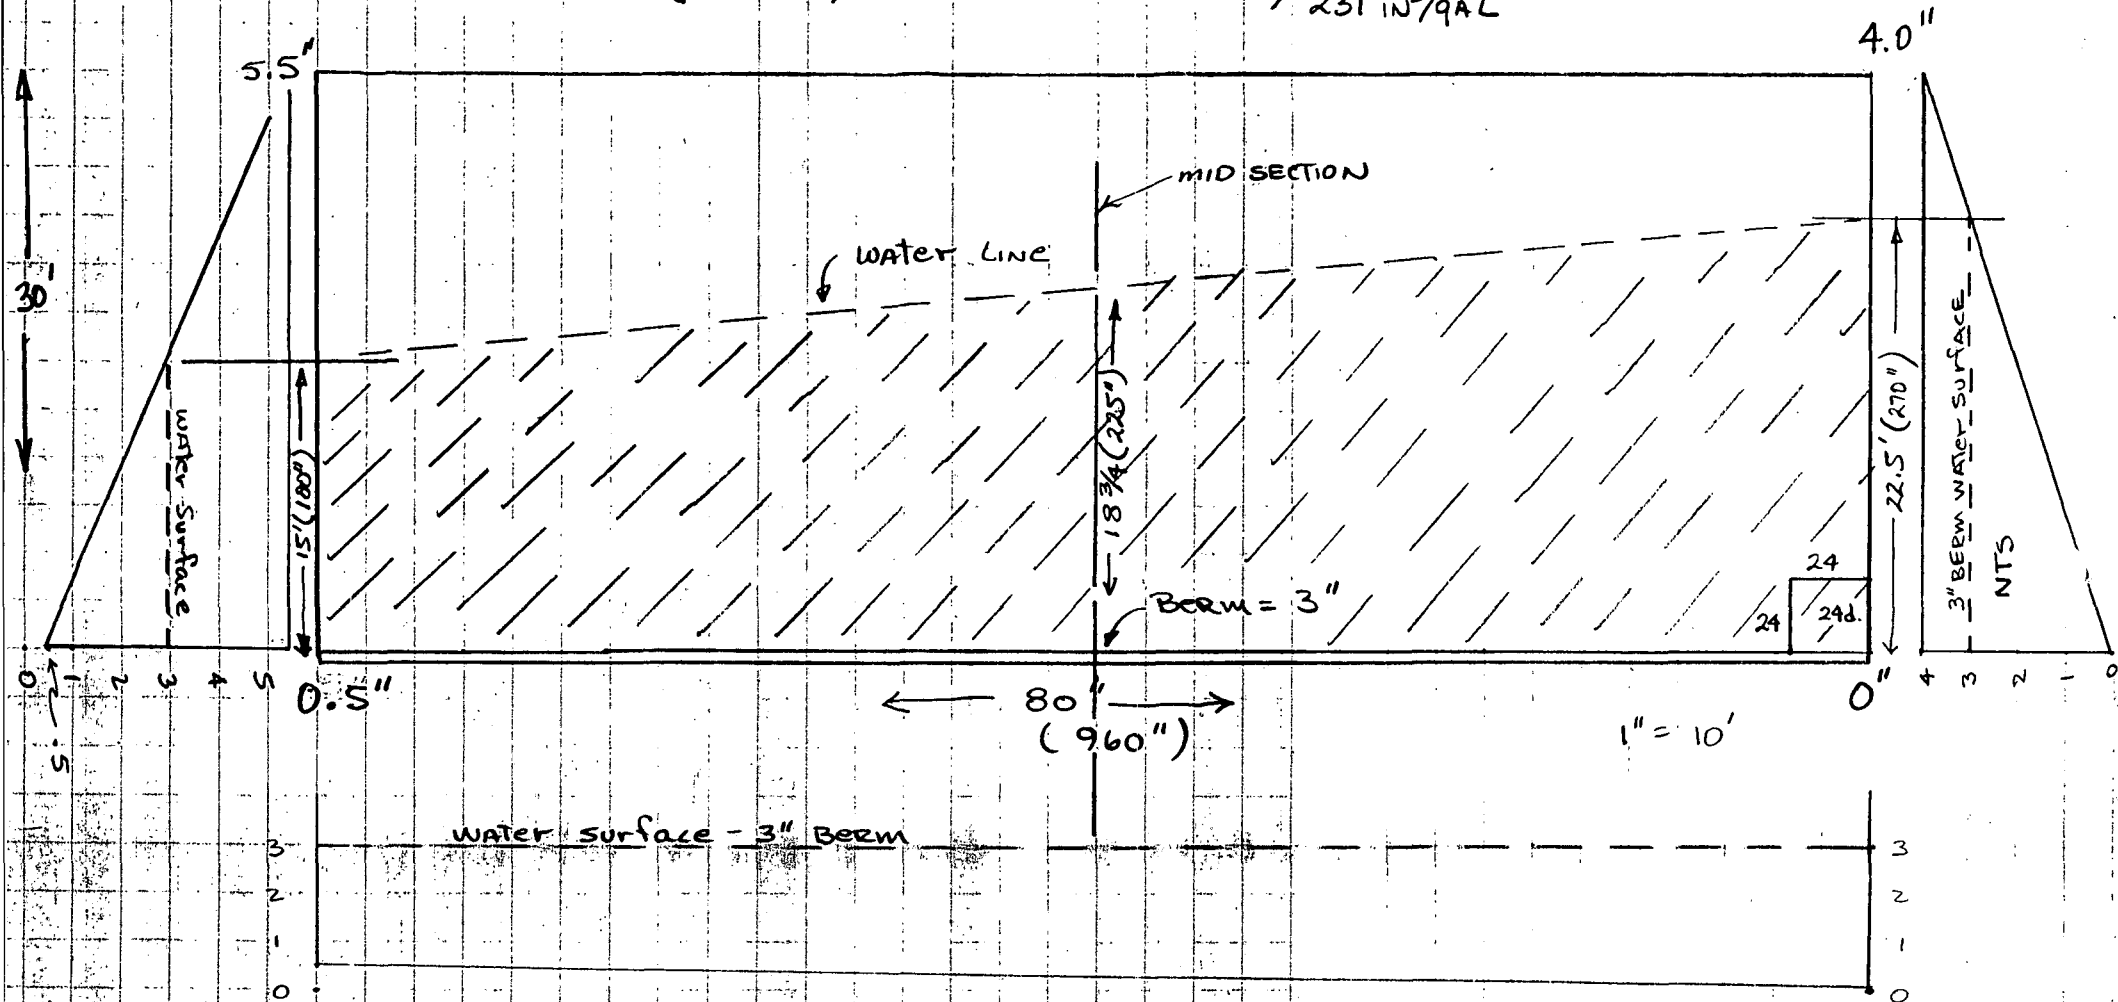 231 IN³/gAL
5.5"
4.0"
30'
MID SECTION
WATER LINE
WATER SURFACE
15' (180")
18 3/4 (225")
22.5' (270")
3" BERM WATER SURFACE
NTS
24
24 24d.
BERM = 3"
0 1 2 3 4 5
.5
0.5"
80"
(960")
0"
4 3 2 1 0
1" = 10'
WATER SURFACE - 3" BERM
3
2
1
0
3
2
1
0